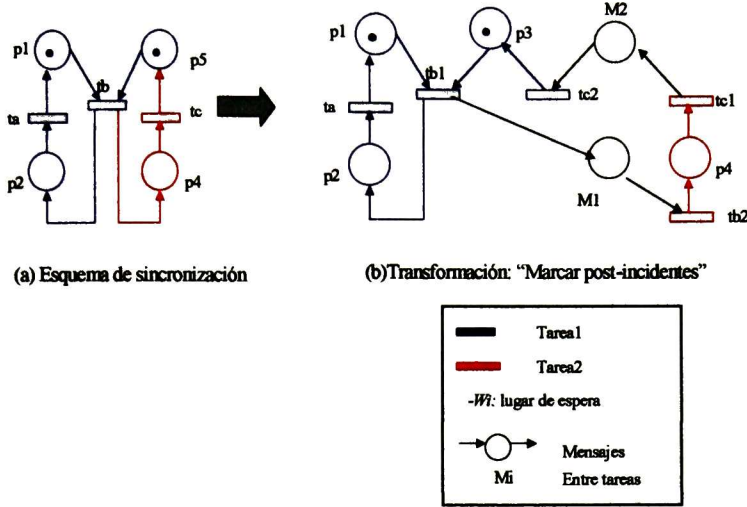 p1
tb
p5
ta
tc
p2
p4
(a) Esquema de sincronización
p1
p3
M2
tb1
ta
tc2
tc1
p2
M1
p4
tb2
(b)Transformación: “Marcar post-incidentes”
Tarea1
Tarea2
-Wi: lugar de espera
Mensajes
Mi
Entre tareas